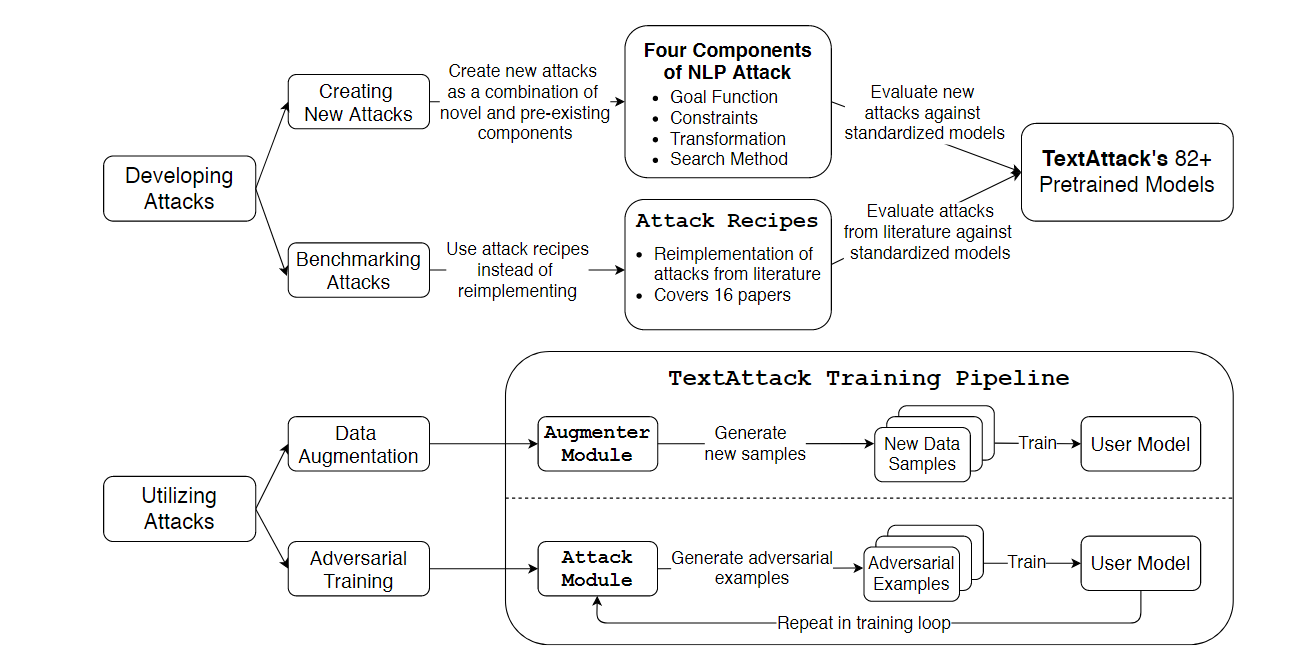 Developing
Attacks
Creating
New Attacks
Create new attacks
as a combination of
novel and pre-existing
components
Four Components
of NLP Attack
• Goal Function
• Constraints
• Transformation
• Search Method
Evaluate new
attacks against
standardized models
Benchmarking
Attacks
Use attack recipes
instead of
reimplementing
Attack Recipes
• Reimplementation of
attacks from literature
• Covers 16 papers
Evaluate attacks
from literature against
standardized models
TextAttack's 82+
Pretrained Models
Utilizing
Attacks
Data
Augmentation
Adversarial
Training
TextAttack Training Pipeline
Augmenter
Module
Generate
new samples
New Data
Samples
Train
User Model
Attack
Module
Generate adversarial
examples
Adversarial
Examples
Train
User Model
Repeat in training loop